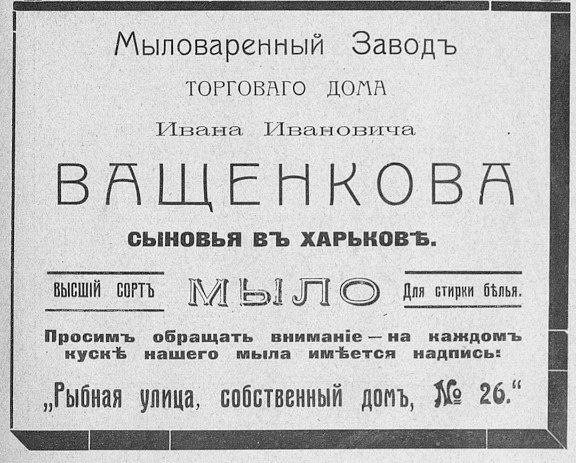 Мыловаренный Заводъ
ТОРГОВАГО ДОМА
Ивана Ивановича
ВАЩЕНКОВА
СЫНОВЬЯ ВЪ ХАРЬКОВѢ.
ВЫСШІЙ СОРТЪ МЫЛО Для стирки бѣлья.
Просимъ обращать вниманіе — на каждомъ
кускѣ нашего мыла имѣется надпись:
„Рыбная улица, собственный домъ, № 26.“